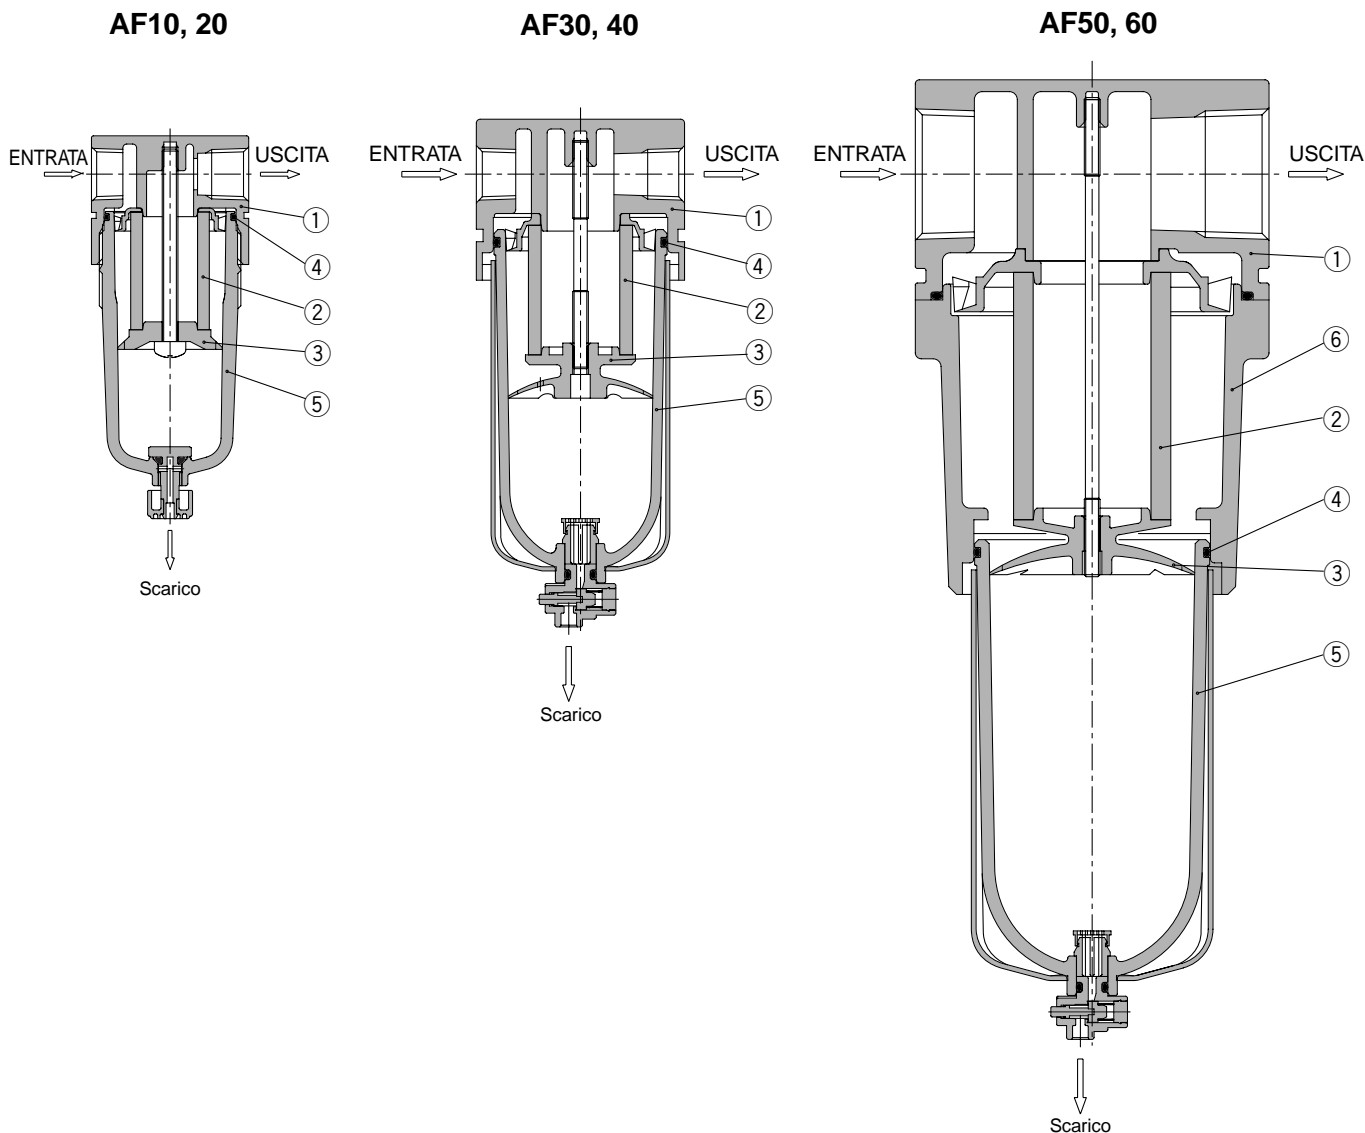 AF10, 20
ENTRATA
USCITA
①
④
②
③
⑤
Scarico
AF30, 40
ENTRATA
USCITA
①
④
②
③
⑤
Scarico
AF50, 60
ENTRATA
USCITA
①
⑥
②
④
③
⑤
Scarico